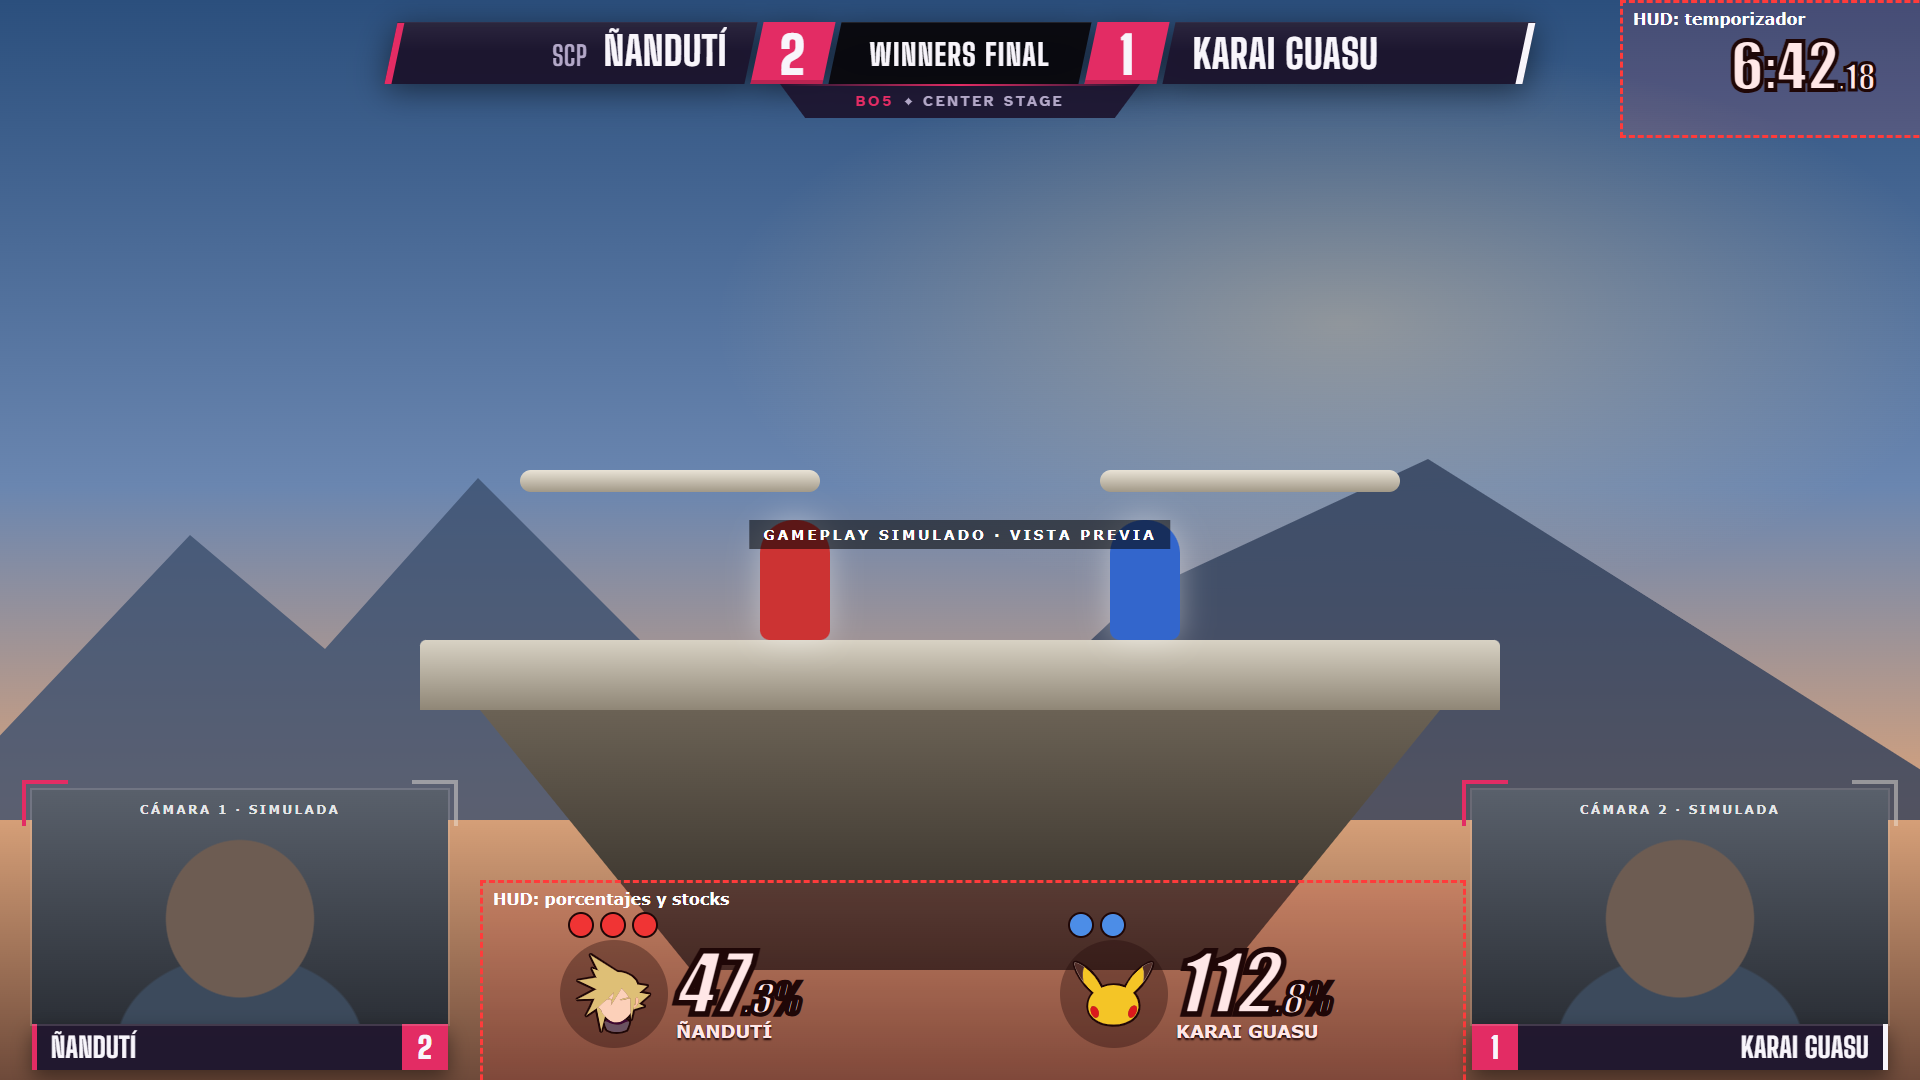 SCP ÑANDUTÍ 2 WINNERS FINAL 1 KARAI GUASU
BO5 ⬥ CENTER STAGE
HUD: temporizador
6:42.18
GAMEPLAY SIMULADO · VISTA PREVIA
CÁMARA 1 · SIMULADA
ÑANDUTÍ 2
HUD: porcentajes y stocks
47.3%
ÑANDUTÍ
112.8%
KARAI GUASU
CÁMARA 2 · SIMULADA
1 KARAI GUASU